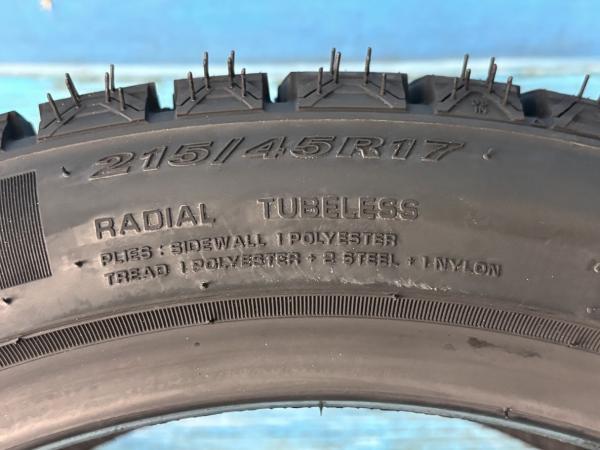 215/45R17
RADIAL TUBELESS
PLIES : SIDEWALL 1 POLYESTER
TREAD 1 POLYESTER + 2 STEEL + 1 NYLON